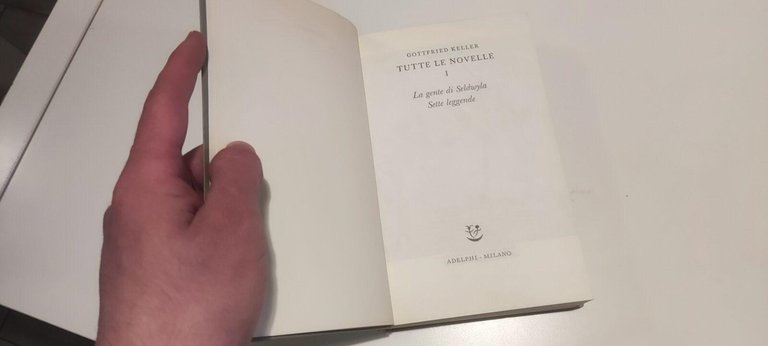 GOTTFRIED KELLER
TUTTE LE NOVELLE
I
La gente di Seldwyla
Sette leggende
ADELPHI - MILANO